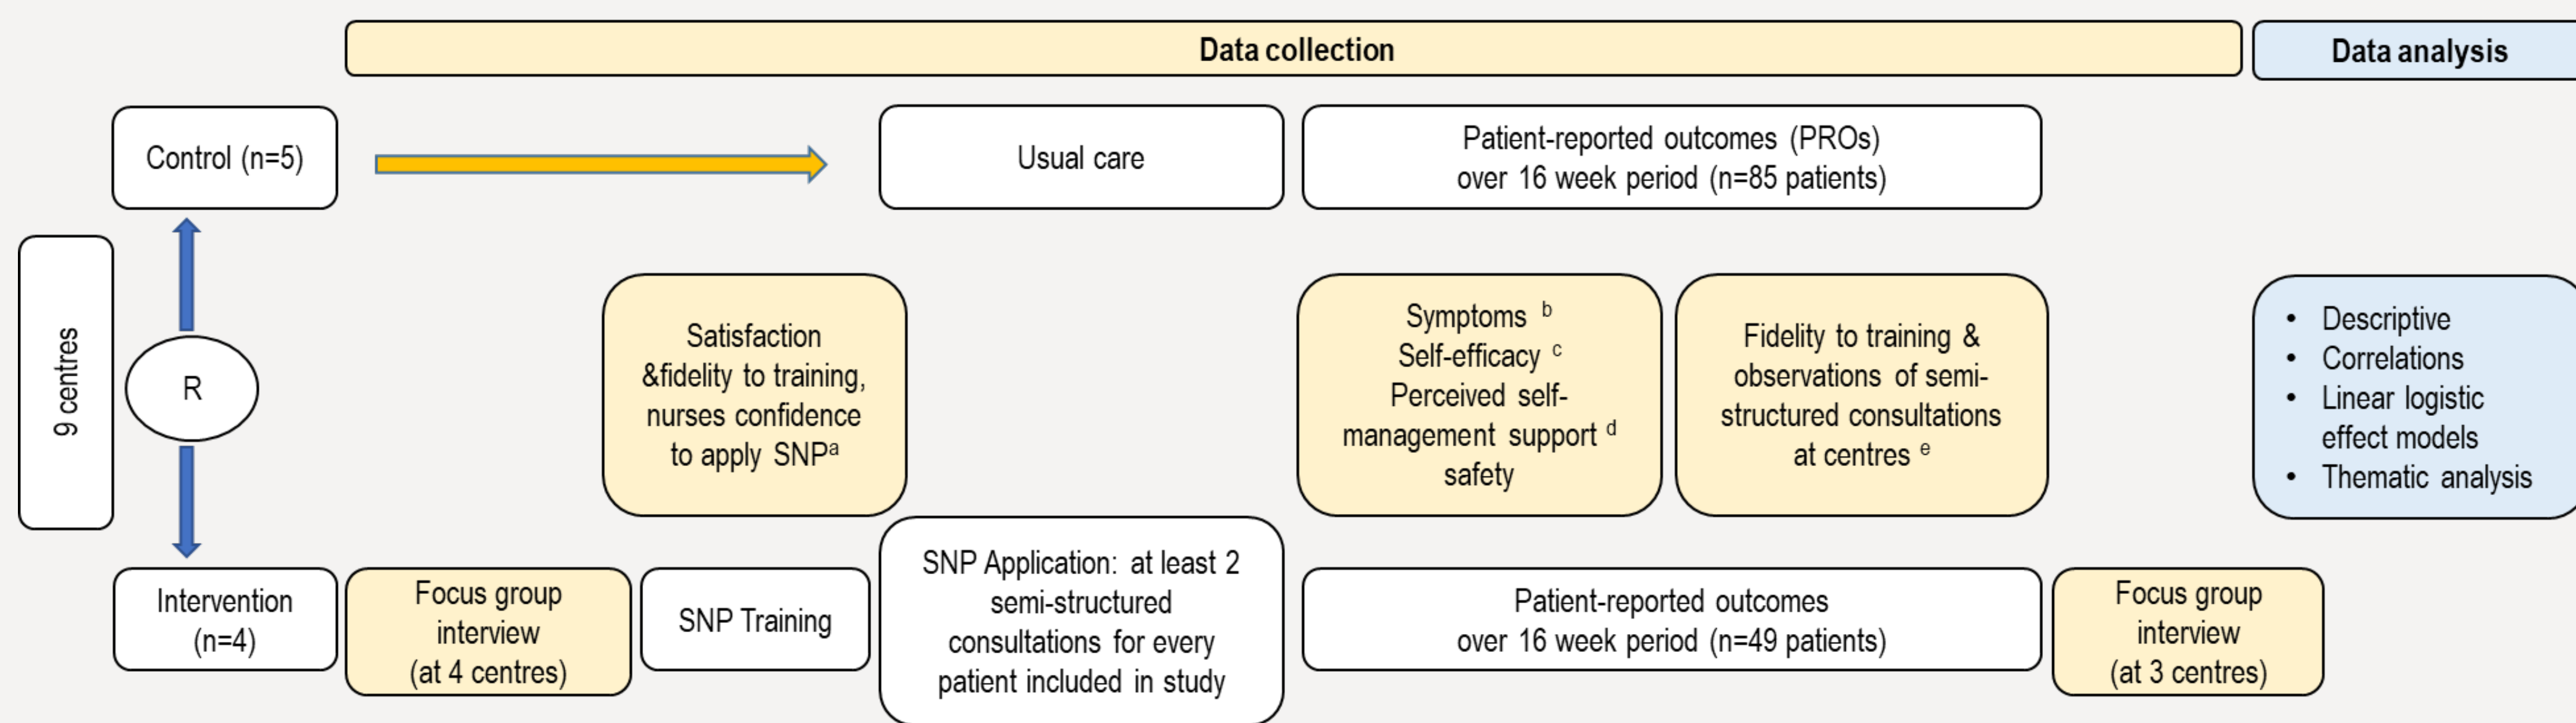 Data collection
Data analysis
Control (n=5)
Usual care
Patient-reported outcomes (PROs)
over 16 week period (n=85 patients)
9 centres
R
Satisfaction
&fidelity to training,
nurses confidence
to apply SNPa
Symptoms b
Self-efficacy c
Perceived self-
management support d
safety
Fidelity to training &
observations of semi-
structured consultations
at centres e
• Descriptive
• Correlations
• Linear logistic
effect models
• Thematic analysis
Intervention
(n=4)
Focus group
interview
(at 4 centres)
SNP Training
SNP Application: at least 2
semi-structured
consultations for every
patient included in study
Patient-reported outcomes
over 16 week period (n=49 patients)
Focus group
interview
(at 3 centres)